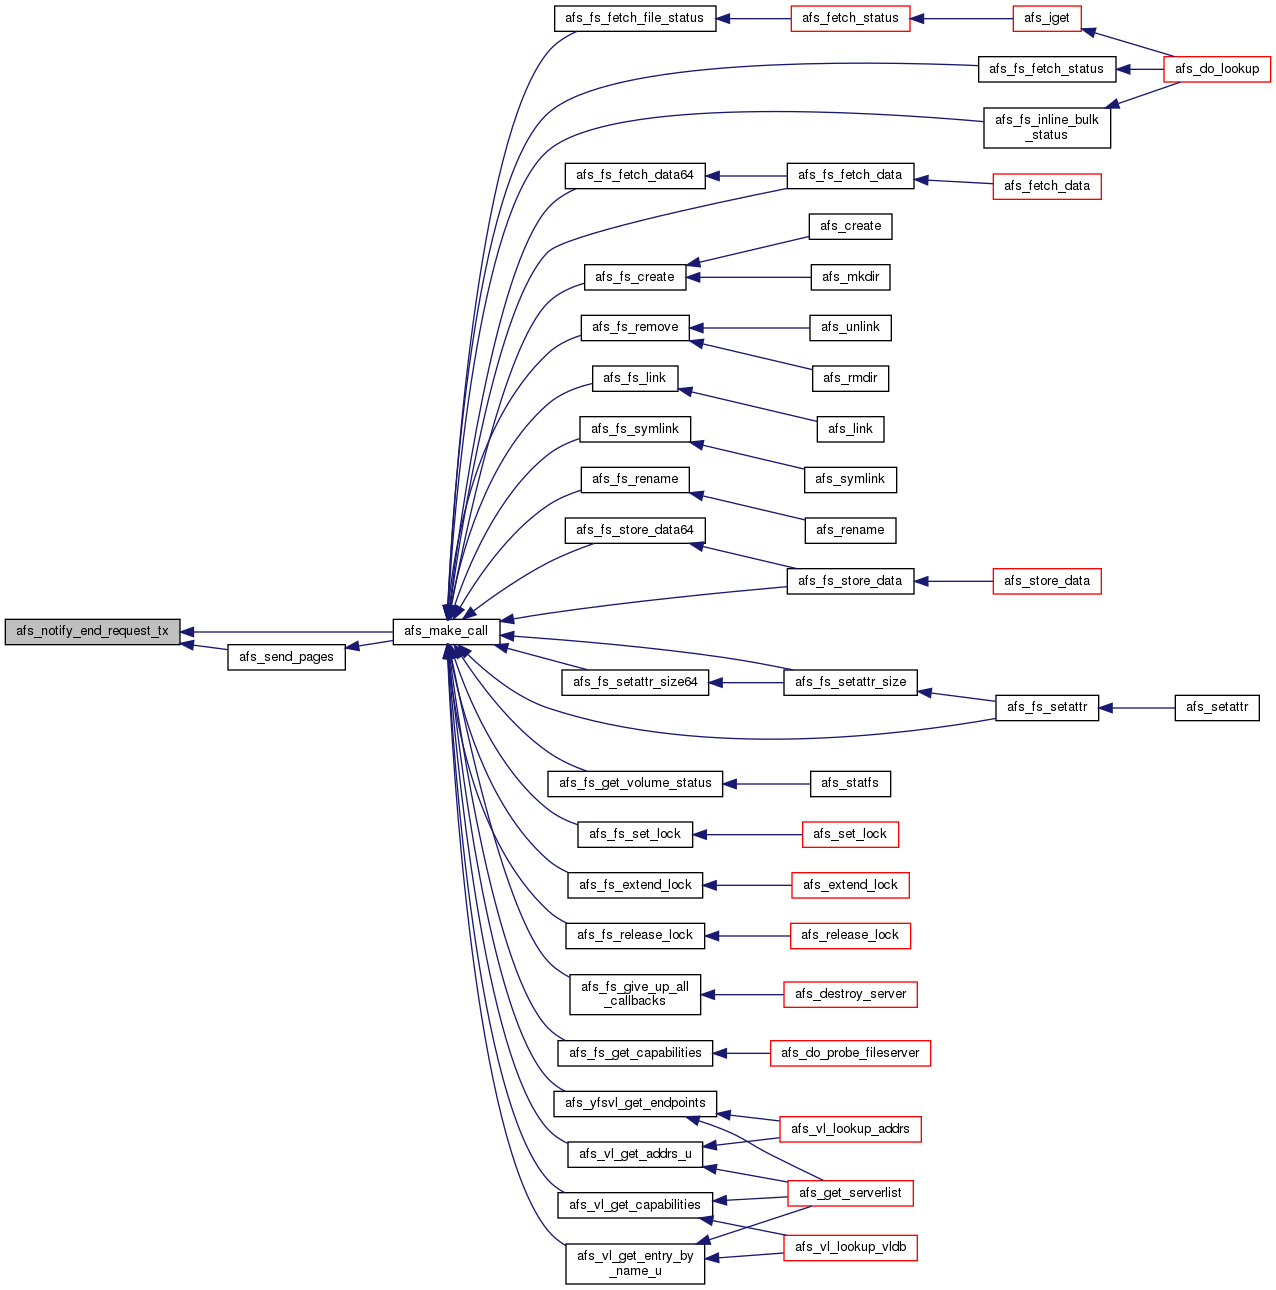 afs_fs_fetch_file_status
afs_fetch_status
afs_iget
afs_fs_fetch_status
afs_do_lookup
afs_fs_inline_bulk
_status
afs_fs_fetch_data64
afs_fs_fetch_data
afs_fetch_data
afs_create
afs_fs_create
afs_mkdir
afs_fs_remove
afs_unlink
afs_rmdir
afs_fs_link
afs_link
afs_fs_symlink
afs_symlink
afs_fs_rename
afs_rename
afs_fs_store_data64
afs_fs_store_data
afs_store_data
afs_notify_end_request_tx
afs_make_call
afs_send_pages
afs_fs_setattr_size64
afs_fs_setattr_size
afs_fs_setattr
afs_setattr
afs_fs_get_volume_status
afs_statfs
afs_fs_set_lock
afs_set_lock
afs_fs_extend_lock
afs_extend_lock
afs_fs_release_lock
afs_release_lock
afs_fs_give_up_all
_callbacks
afs_destroy_server
afs_fs_get_capabilities
afs_do_probe_fileserver
afs_yfsvl_get_endpoints
afs_vl_lookup_addrs
afs_vl_get_addrs_u
afs_get_serverlist
afs_vl_get_capabilities
afs_vl_lookup_vldb
afs_vl_get_entry_by
_name_u